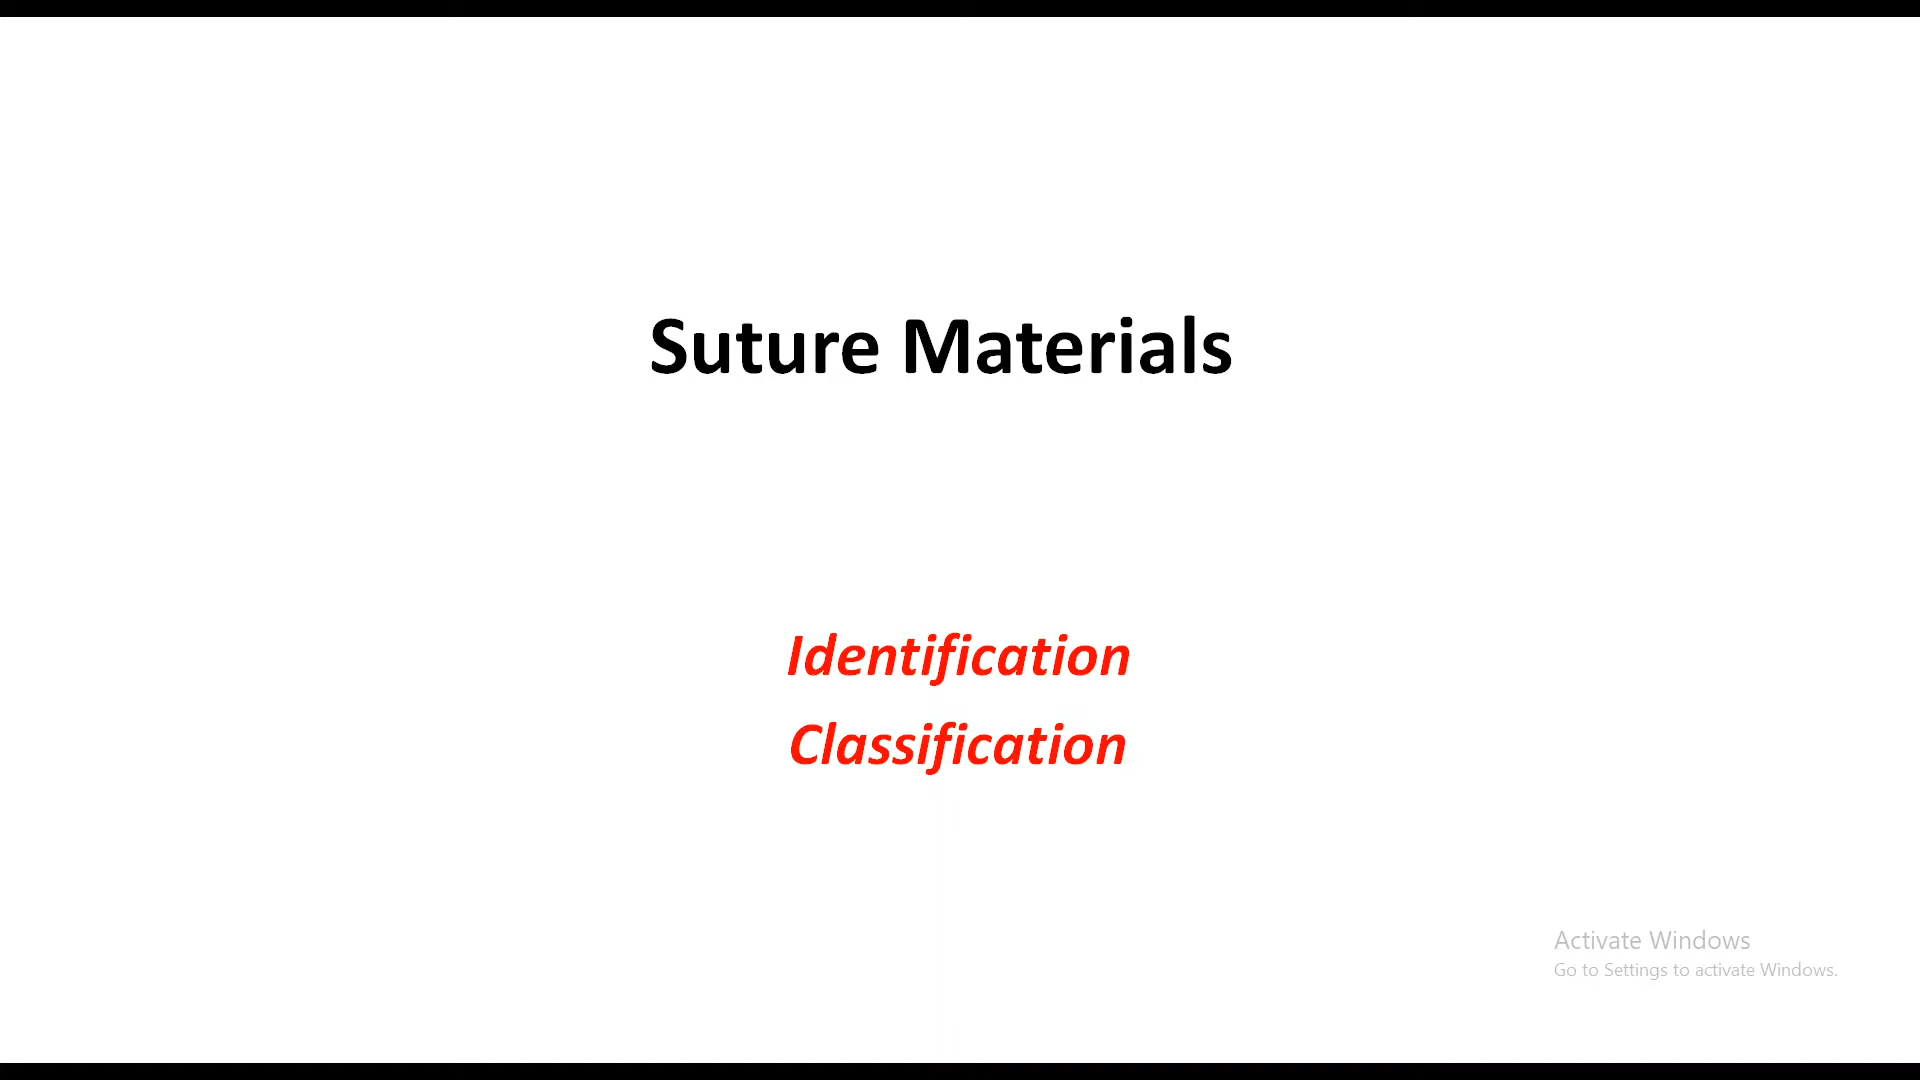 Suture Materials
Identification
Classification
Activate Windows
Go to Settings to activate Windows.